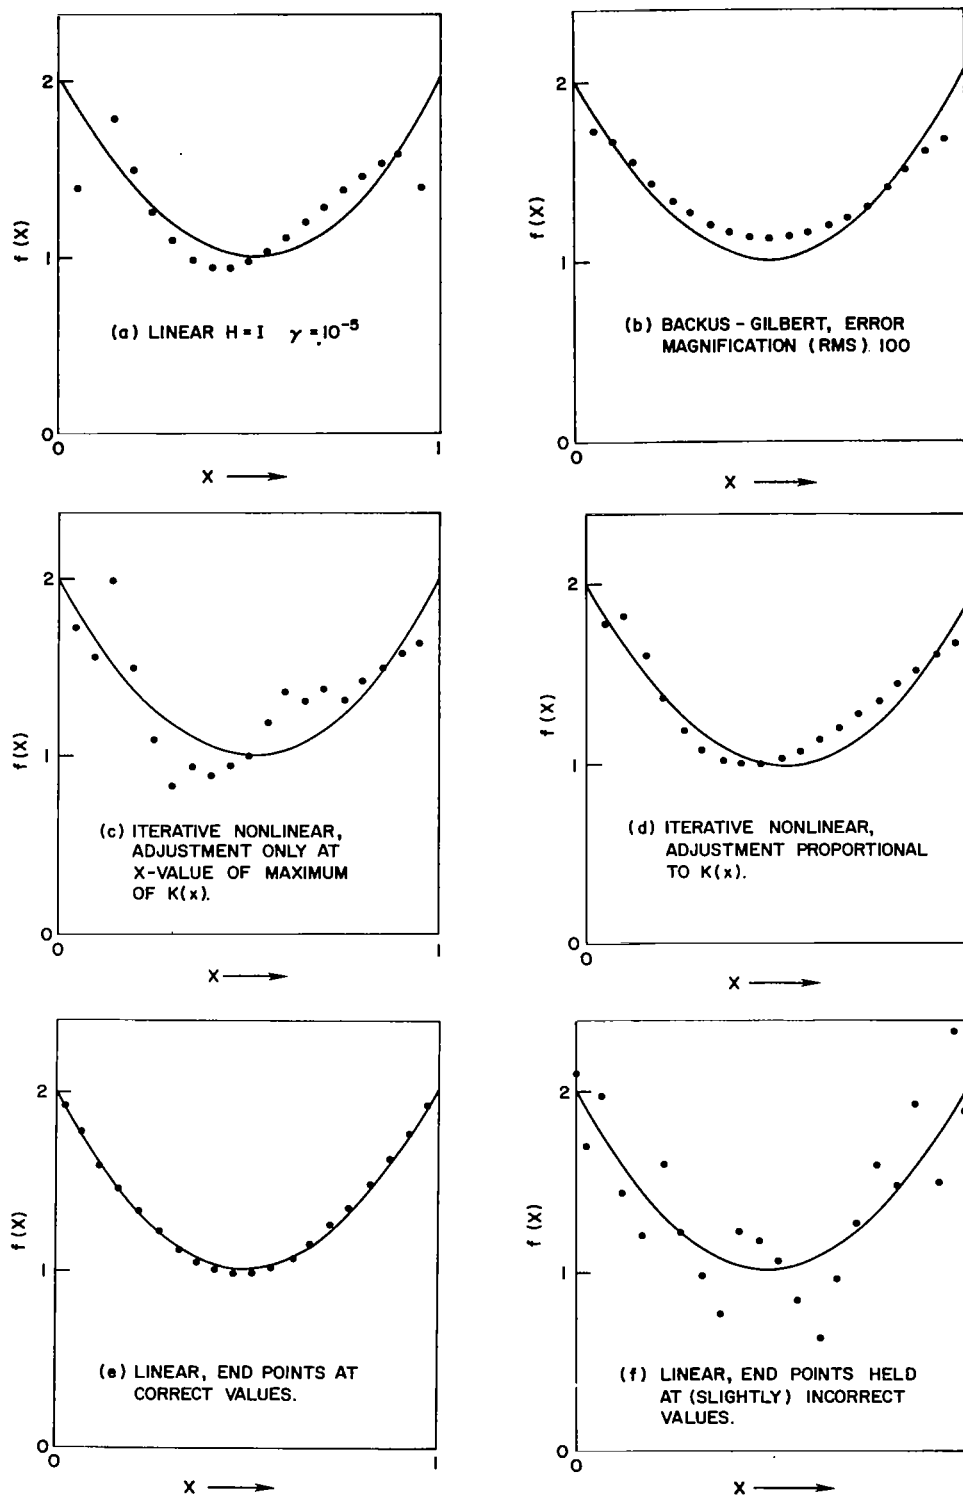 2
1
0
f(X)
(a) LINEAR H = I γ = 10⁻⁵
0
1
X
2
1
0
f(X)
(b) BACKUS - GILBERT, ERROR
MAGNIFICATION (RMS) 100
0
X
2
1
0
f(X)
(c) ITERATIVE NONLINEAR,
ADJUSTMENT ONLY AT
X-VALUE OF MAXIMUM
OF K(x).
0
1
X
2
1
0
f(X)
(d) ITERATIVE NONLINEAR,
ADJUSTMENT PROPORTIONAL
TO K(x).
0
X
2
1
0
f(X)
(e) LINEAR, END POINTS AT
CORRECT VALUES.
0
1
X
2
1
0
f(X)
(f) LINEAR, END POINTS HELD
AT (SLIGHTLY) INCORRECT
VALUES.
0
X